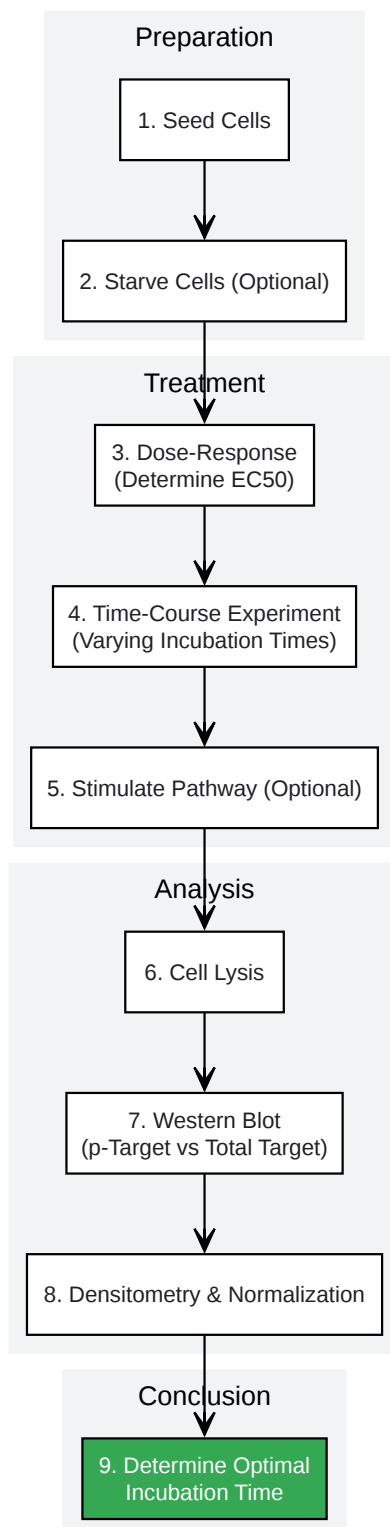 Preparation
1. Seed Cells
2. Starve Cells (Optional)
Treatment
3. Dose-Response
(Determine EC50)
4. Time-Course Experiment
(Varying Incubation Times)
5. Stimulate Pathway (Optional)
Analysis
6. Cell Lysis
7. Western Blot
(p-Target vs Total Target)
8. Densitometry & Normalization
Conclusion
9. Determine Optimal
Incubation Time